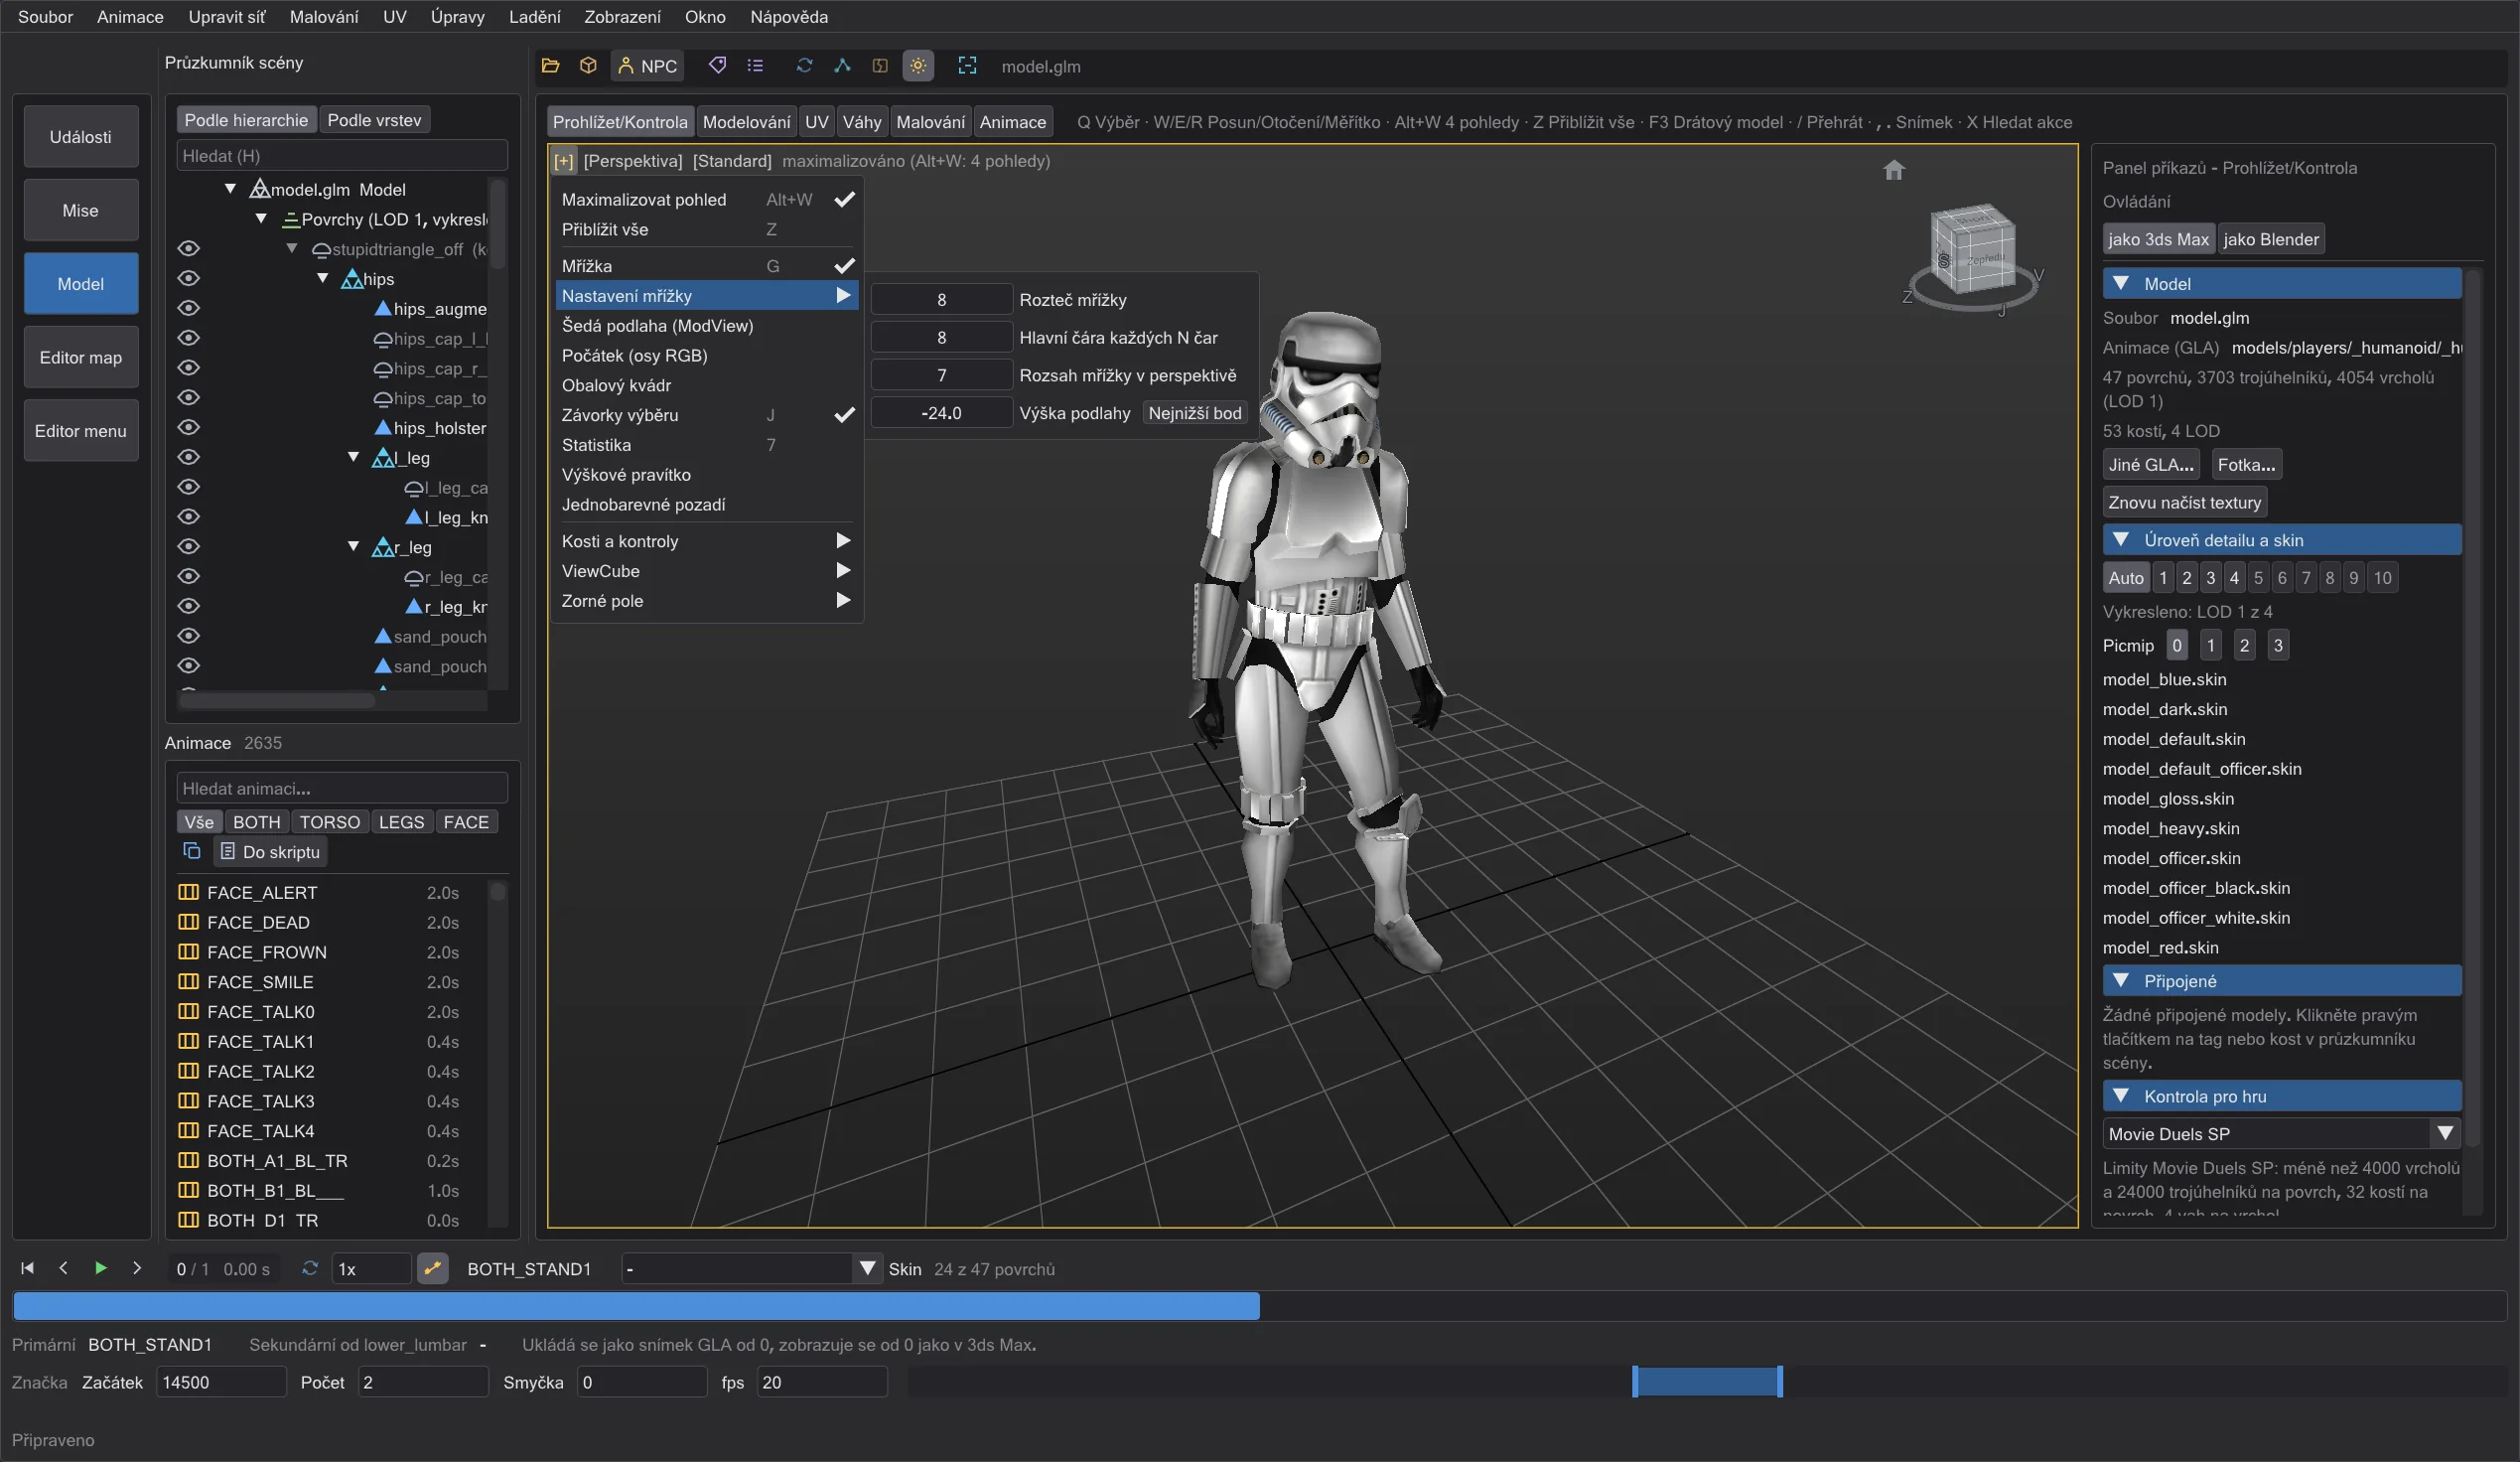 Soubor Animace Upravit síť Malování UV Úpravy Ladění Zobrazení Okno Nápověda
Průzkumník scény
NPC model.glm
Události
Mise
Model
Editor map
Editor menu
Podle hierarchie Podle vrstev
Hledat (H)
model.glm Model
Povrchy (LOD 1, vykresl
stupidtriangle_off (k
hips
hips_augme
hips_cap_l_l
hips_cap_r_
hips_cap_to
hips_holster
l_leg
l_leg_ca
l_leg_kn
r_leg
r_leg_ca
r_leg_kn
sand_pouch
sand_pouch
Animace 2635
Hledat animaci...
Vše BOTH TORSO LEGS FACE
Do skriptu
FACE_ALERT 2.0s
FACE_DEAD 2.0s
FACE_FROWN 2.0s
FACE_SMILE 2.0s
FACE_TALK0 2.0s
FACE_TALK1 0.4s
FACE_TALK2 0.4s
FACE_TALK3 0.4s
FACE_TALK4 0.4s
BOTH_A1_BL_TR 0.2s
BOTH_B1_BL___ 1.0s
BOTH_D1_TR 0.0s
Prohlížet/Kontrola Modelování UV Váhy Malování Animace Q Výběr · W/E/R Posun/Otočení/Měřítko · Alt+W 4 pohledy · Z Přiblížit vše · F3 Drátový model · / Přehrát · , . Snímek · X Hledat akce
[+] [Perspektiva] [Standard] maximalizováno (Alt+W: 4 pohledy)
Maximalizovat pohled Alt+W
Přiblížit vše Z
Mřížka G
Nastavení mřížky
Šedá podlaha (ModView)
Počátek (osy RGB)
Obalový kvádr
Závorky výběru J
Statistika 7
Výškové pravítko
Jednobarevné pozadí
Kosti a kontroly
ViewCube
Zorné pole
8 Rozteč mřížky
8 Hlavní čára každých N čar
7 Rozsah mřížky v perspektivě
-24.0 Výška podlahy Nejnižší bod
Zepředu
S
Z
J
V
Panel příkazů - Prohlížet/Kontrola
Ovládání
jako 3ds Max jako Blender
Model
Soubor model.glm
Animace (GLA) models/players/_humanoid/_h
47 povrchů, 3703 trojúhelníků, 4054 vrcholů
(LOD 1)
53 kostí, 4 LOD
Jiné GLA... Fotka...
Znovu načíst textury
Úroveň detailu a skin
Auto 1 2 3 4 5 6 7 8 9 10
Vykresleno: LOD 1 z 4
Picmip 0 1 2 3
model_blue.skin
model_dark.skin
model_default.skin
model_default_officer.skin
model_gloss.skin
model_heavy.skin
model_officer.skin
model_officer_black.skin
model_officer_white.skin
model_red.skin
Připojené
Žádné připojené modely. Klikněte pravým
tlačítkem na tag nebo kost v průzkumníku
scény.
Kontrola pro hru
Movie Duels SP
Limity Movie Duels SP: méně než 4000 vrcholů
a 24000 trojúhelníků na povrch, 32 kostí na
povrch, 4 vah na vrchol
0 / 1 0.00 s 1x BOTH_STAND1 - Skin 24 z 47 povrchů
Primární BOTH_STAND1 Sekundární od lower_lumbar - Ukládá se jako snímek GLA od 0, zobrazuje se od 0 jako v 3ds Max.
Značka Začátek 14500 Počet 2 Smyčka 0 fps 20
Připraveno